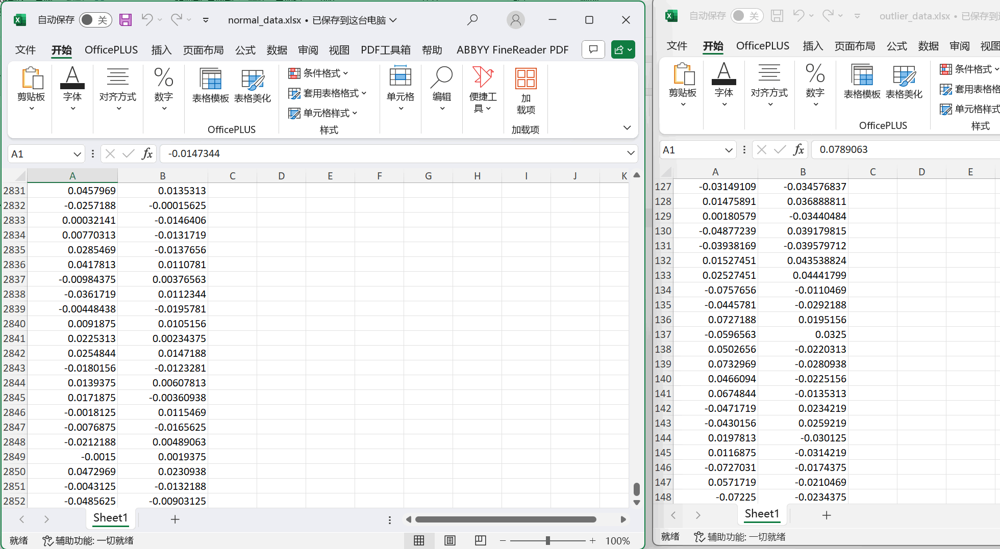 自动保存 关 normal_data.xlsx • 已保存到这台电脑
文件 开始 OfficePLUS 插入 页面布局 公式 数据 审阅 视图 PDF工具箱 帮助 ABBYY FineReader PDF
剪贴板 字体 对齐方式 数字 表格模板 表格美化 条件格式 套用表格格式 单元格样式 单元格 编辑 便捷工具 加载项
OfficePLUS 样式 加载项
A1 fx -0.0147344
A B C D E F G H I J K
2831 0.0457969 0.0135313
2832 -0.0257188 -0.00015625
2833 0.00032141 -0.0146406
2834 0.00770313 -0.0131719
2835 0.0285469 -0.0137656
2836 0.0417813 0.0110781
2837 -0.00984375 0.00376563
2838 -0.0361719 0.0112344
2839 -0.00448438 -0.0195781
2840 0.0091875 0.0105156
2841 0.0225313 0.00234375
2842 0.0254844 0.0147188
2843 -0.0180156 -0.0123281
2844 0.0139375 0.00607813
2845 0.0171875 -0.00360938
2846 -0.0018125 0.0115469
2847 -0.0076875 -0.0165625
2848 -0.0212188 0.00489063
2849 -0.0015 0.0019375
2850 0.0472969 0.0230938
2851 -0.0043125 -0.0132188
2852 -0.0485625 -0.00903125
Sheet1
就绪 辅助功能: 一切就绪 100%
自动保存 关 outlier_data.xlsx • 已保存到
文件 开始 OfficePLUS 插入 页面布局 公式 数据 审阅 视图
剪贴板 字体 对齐方式 数字 表格模板 表格美化 条件格式 套用表格格 单元格样式
OfficePLUS 样式
A1 fx 0.0789063
A B C D E
127 -0.03149109 -0.034576837
128 0.01475891 0.036888811
129 0.00180579 -0.03440484
130 -0.04877239 0.039179815
131 -0.03938169 -0.039579712
132 0.01527451 0.043538824
133 0.02527451 0.04441799
134 -0.0757656 -0.0110469
135 -0.0445781 -0.0292188
136 0.0727188 0.0195156
137 -0.0596563 0.0325
138 0.0502656 -0.0220313
139 0.0732969 -0.0280938
140 0.0466094 -0.0225156
141 0.0674844 -0.0135313
142 -0.0471719 0.0234219
143 -0.0430156 0.0259219
144 0.0197813 -0.030125
145 0.0116875 -0.0314219
146 -0.0727031 -0.0174375
147 0.0571719 -0.0210469
148 -0.07225 -0.0234375
Sheet1
就绪 辅助功能: 一切就绪